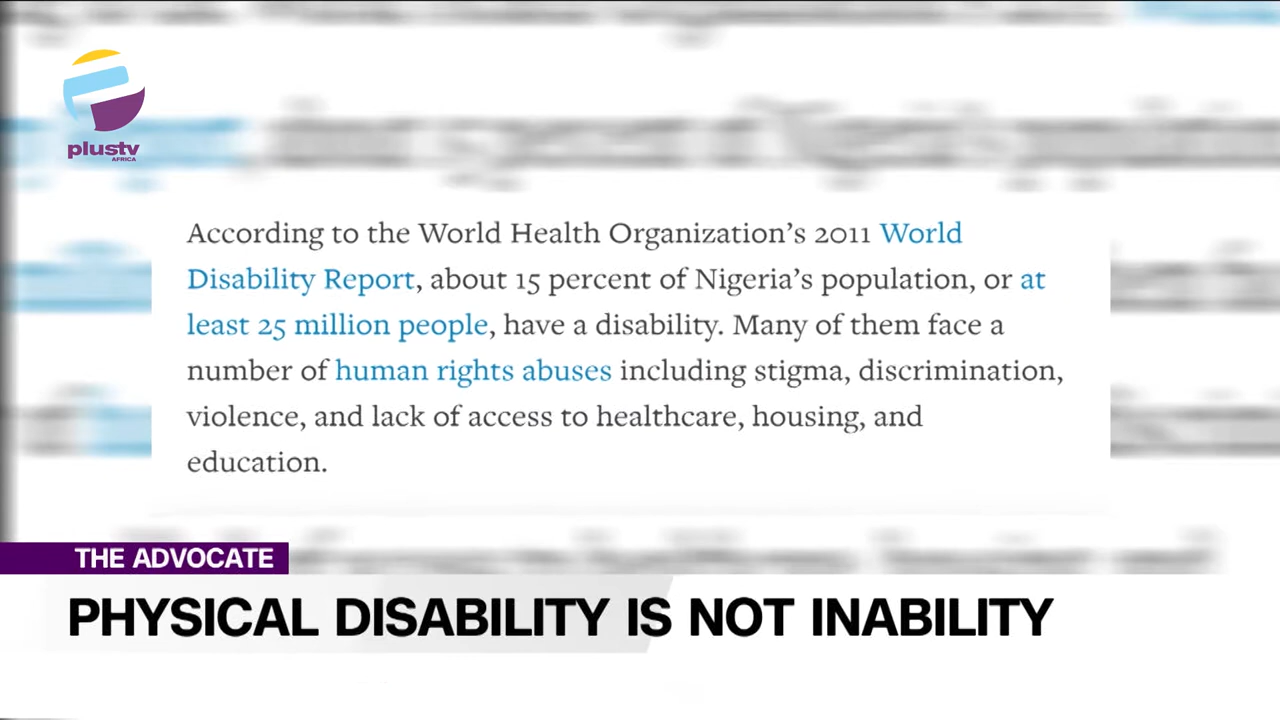 plustv
AFRICA
According to the World Health Organization’s 2011 World
Disability Report, about 15 percent of Nigeria’s population, or at
least 25 million people, have a disability. Many of them face a
number of human rights abuses including stigma, discrimination,
violence, and lack of access to healthcare, housing, and
education.
THE ADVOCATE
PHYSICAL DISABILITY IS NOT INABILITY